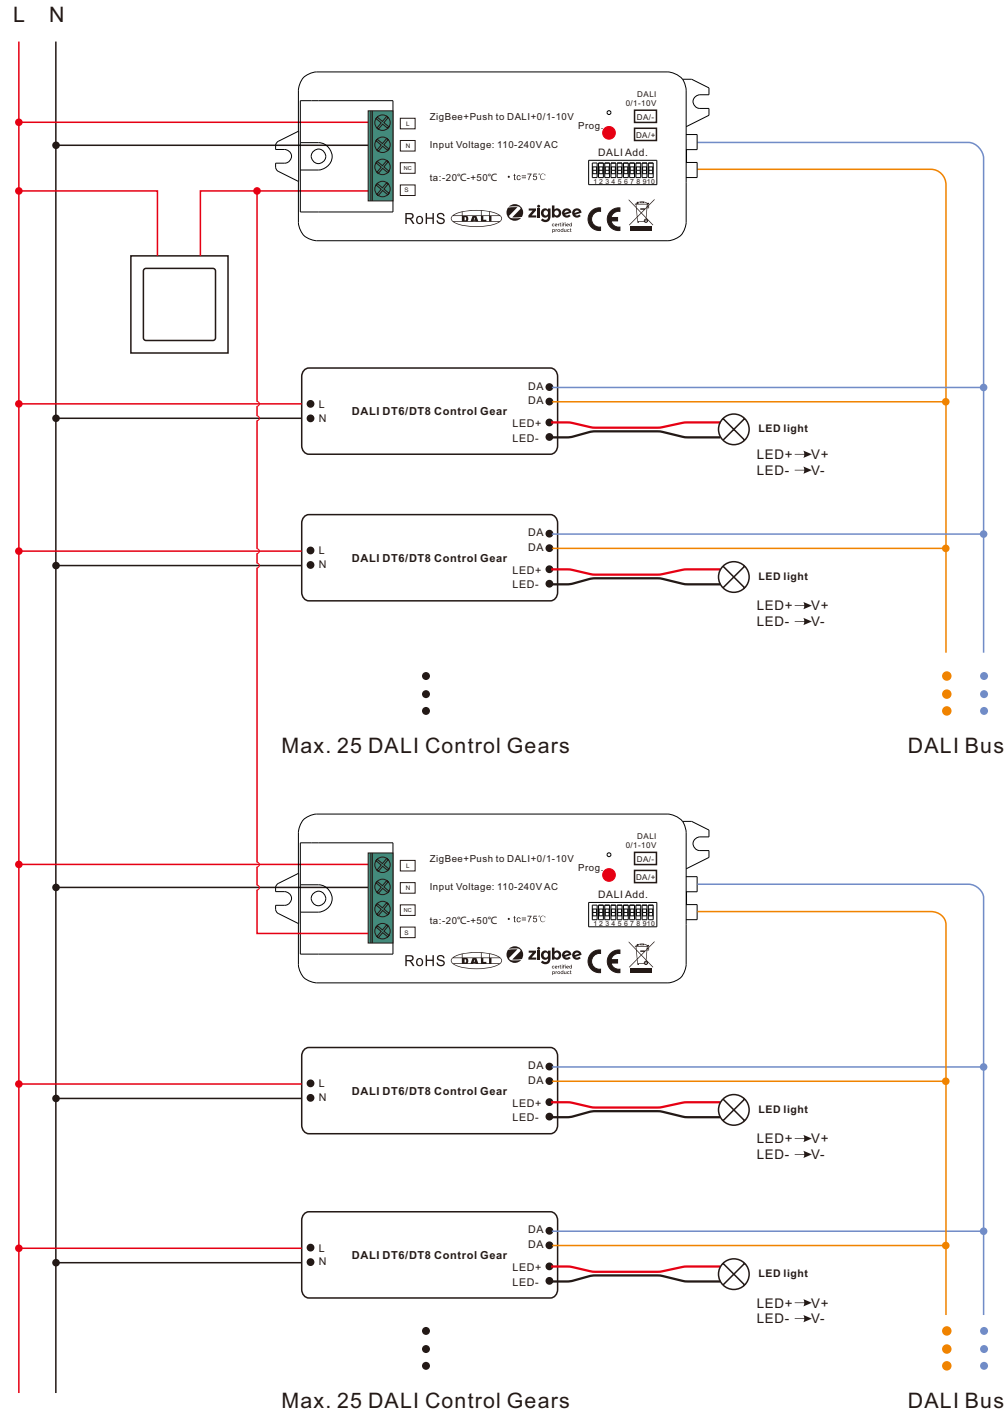 L N
DALI
0/1-10V
L ZigBee+Push to DALI+0/1-10V Prog. DA/-
DA/+
N Input Voltage: 110-240V AC
DALI Add.
NC
ta:-20℃-+50℃ • tc=75℃
1 2 3 4 5 6 7 8 9 10
S
RoHS DALI zigbee CE
certified
product
DA
DA
L
DALI DT6/DT8 Control Gear
N
LED+
LED-
LED light
LED+ → V+
LED- → V-
DA
DA
L
DALI DT6/DT8 Control Gear
N
LED+
LED-
LED light
LED+ → V+
LED- → V-
Max. 25 DALI Control Gears DALI Bus
DALI
0/1-10V
L ZigBee+Push to DALI+0/1-10V Prog. DA/-
DA/+
N Input Voltage: 110-240V AC
DALI Add.
NC
ta:-20℃-+50℃ • tc=75℃
1 2 3 4 5 6 7 8 9 10
S
RoHS DALI zigbee CE
certified
product
DA
DA
L
DALI DT6/DT8 Control Gear
N
LED+
LED-
LED light
LED+ → V+
LED- → V-
DA
DA
L
DALI DT6/DT8 Control Gear
N
LED+
LED-
LED light
LED+ → V+
LED- → V-
Max. 25 DALI Control Gears DALI Bus